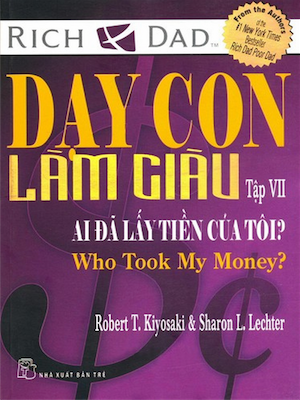 RICH DAD™
From the Authors
of the
#1 New York Times
Bestseller
Rich Dad Poor Dad
DẠY CON
LÀM GIÀU
Tập VII
AI ĐÃ LẤY TIỀN CỦA TÔI?
Who Took My Money?
Robert T. Kiyosaki & Sharon L. Lechter
NHÀ XUẤT BẢN TRẺ